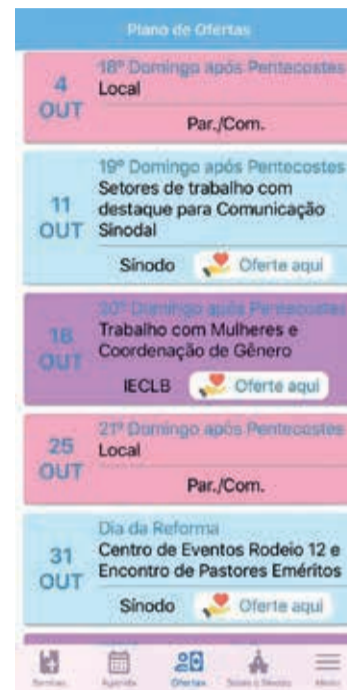 Plano de Ofertas
18º Domingo após Pentecostes
4
OUT
Local
Par./Com.
19º Domingo após Pentecostes
11
OUT
Setores de trabalho com
destaque para Comunicação
Sinodal
Sínodo
Oferte aqui
20º Domingo após Pentecostes
18
OUT
Trabalho com Mulheres e
Coordenação de Gênero
IECLB
Oferte aqui
21º Domingo após Pentecostes
25
OUT
Local
Par./Com.
Dia da Reforma
31
OUT
Centro de Eventos Rodeio 12 e
Encontro de Pastores Eméritos
Sínodo
Oferte aqui
Senhas
Agenda
Ofertas
Menu